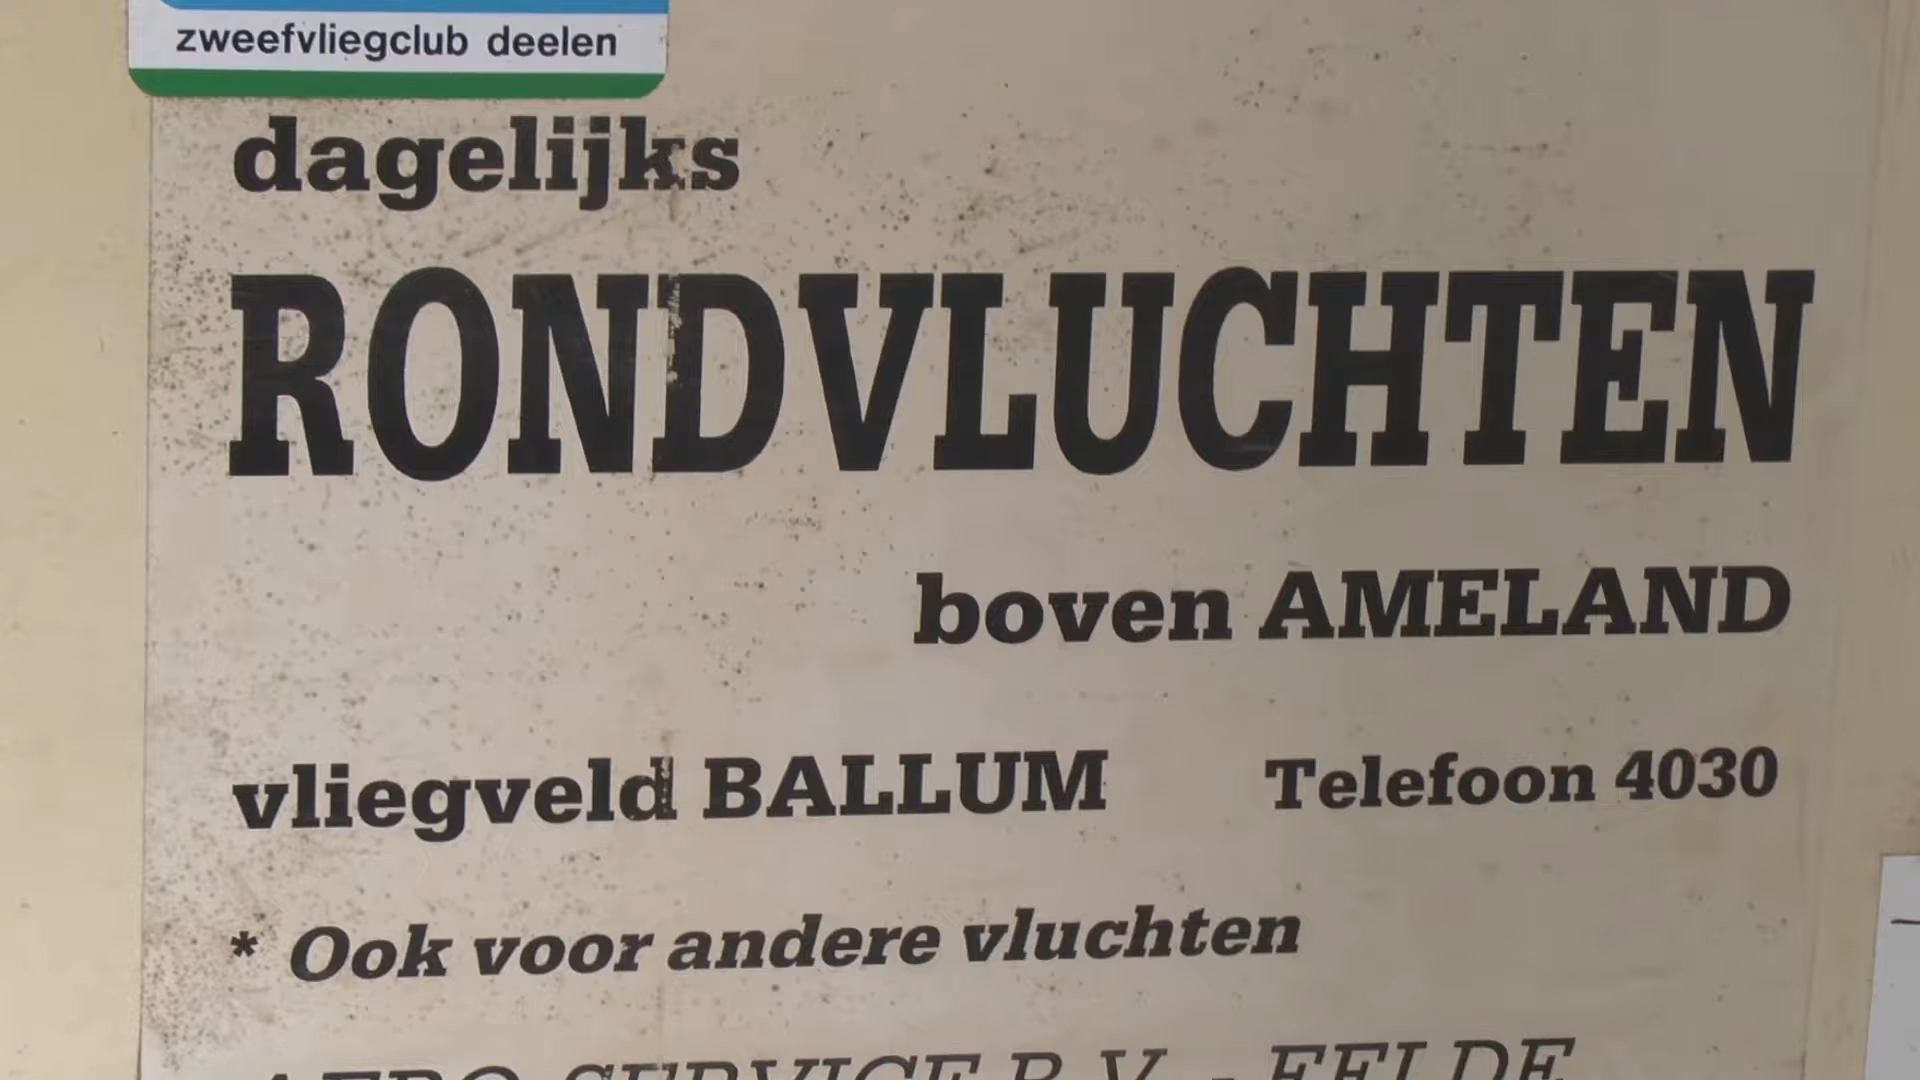 zweefvliegclub deelen
dagelijks
RONDVLUCHTEN
boven AMELAND
vliegveld BALLUM Telefoon 4030
* Ook voor andere vluchten
AERO SERVICE B.V. - EELDE